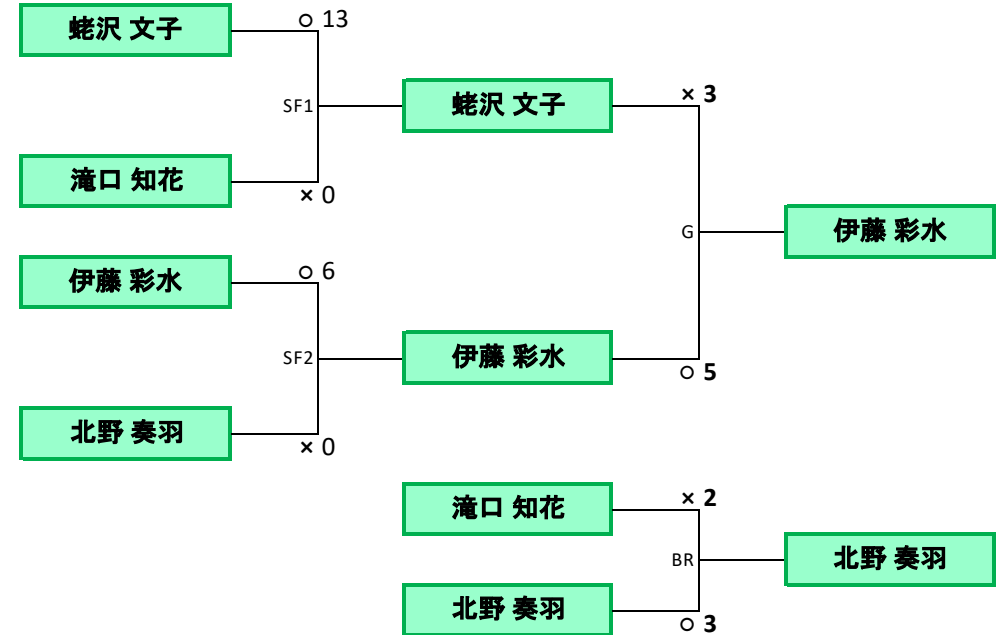 蛯沢 文子
○ 13
SF1
滝口 知花
× 0
蛯沢 文子
× 3
伊藤 彩水
○ 6
SF2
北野 奏羽
× 0
伊藤 彩水
○ 5
G
伊藤 彩水
滝口 知花
× 2
BR
北野 奏羽
○ 3
北野 奏羽